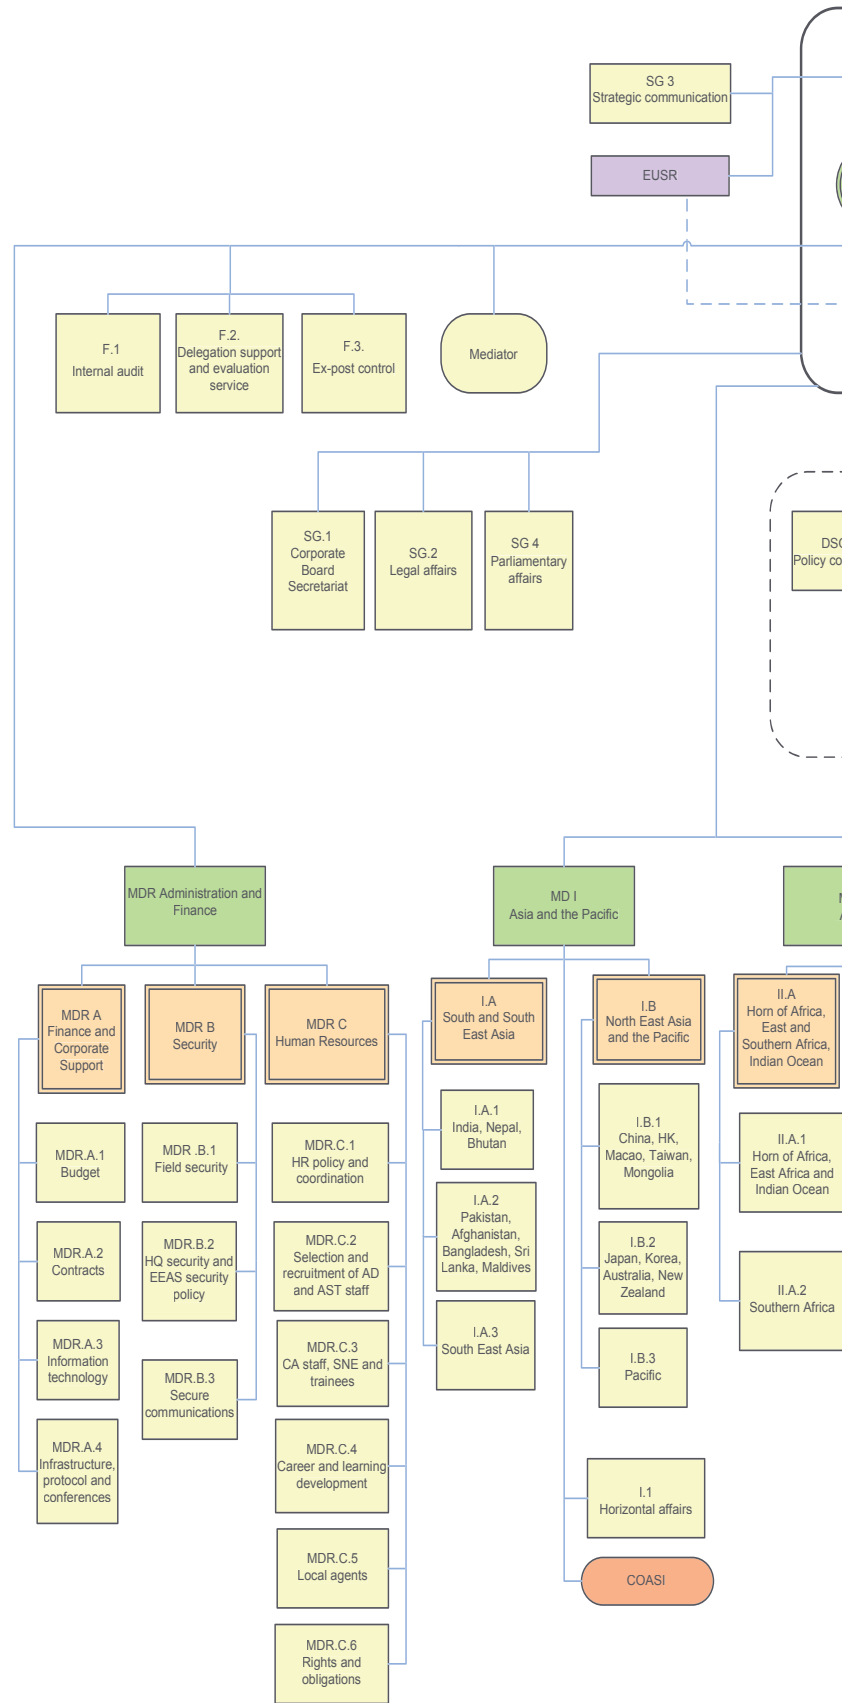 SG 3
Strategic communication
EUSR
F.1
Internal audit
F.2.
Delegation support
and evaluation
service
F.3.
Ex-post control
Mediator
SG.1
Corporate
Board
Secretariat
SG.2
Legal affairs
SG 4
Parliamentary
affairs
DSG
Policy co
MDR Administration and
Finance
MD I
Asia and the Pacific
MDR A
Finance and
Corporate
Support
MDR B
Security
MDR C
Human Resources
I.A
South and South
East Asia
I.B
North East Asia
and the Pacific
II.A
Horn of Africa,
East and
Southern Africa,
Indian Ocean
MDR.A.1
Budget
MDR.A.2
Contracts
MDR.A.3
Information
technology
MDR.A.4
Infrastructure,
protocol and
conferences
MDR .B.1
Field security
MDR.B.2
HQ security and
EEAS security
policy
MDR.B.3
Secure
communications
MDR.C.1
HR policy and
coordination
MDR.C.2
Selection and
recruitment of AD
and AST staff
MDR.C.3
CA staff, SNE and
trainees
MDR.C.4
Career and learning
development
MDR.C.5
Local agents
MDR.C.6
Rights and
obligations
I.A.1
India, Nepal,
Bhutan
I.A.2
Pakistan,
Afghanistan,
Bangladesh, Sri
Lanka, Maldives
I.A.3
South East Asia
I.B.1
China, HK,
Macao, Taiwan,
Mongolia
I.B.2
Japan, Korea,
Australia, New
Zealand
I.B.3
Pacific
I.1
Horizontal affairs
COASI
II.A.1
Horn of Africa,
East Africa and
Indian Ocean
II.A.2
Southern Africa